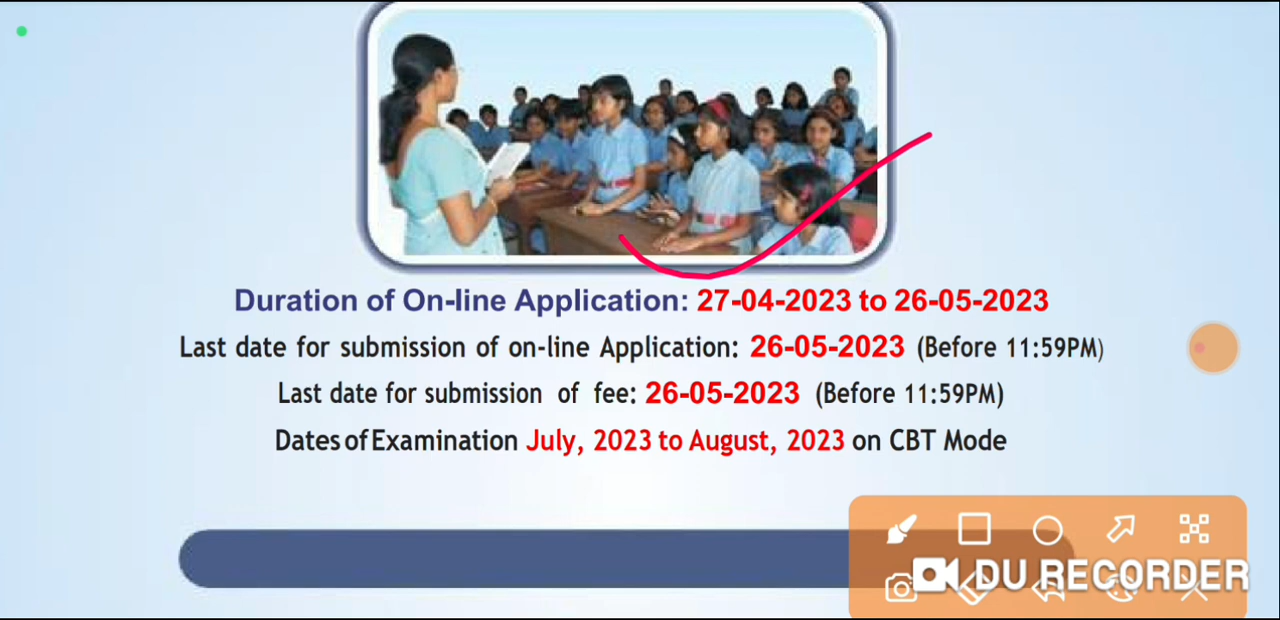 Duration of On-line Application: 27-04-2023 to 26-05-2023
Last date for submission of on-line Application: 26-05-2023 (Before 11:59PM)
Last date for submission of fee: 26-05-2023 (Before 11:59PM)
Dates of Examination July, 2023 to August, 2023 on CBT Mode
DU RECORDER